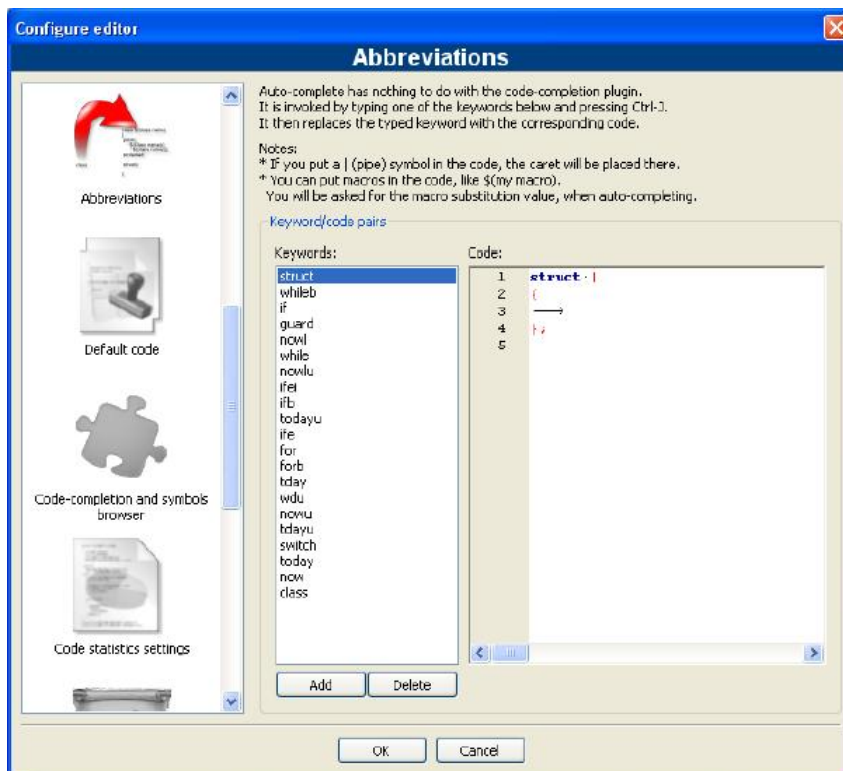 Configure editor
Abbreviations
Abbreviations
Default code
Code-completion and symbols
browser
Code statistics settings
Auto-complete has nothing to do with the code-completion plugin.
It is invoked by typing one of the keywords below and pressing Ctrl-J.
It then replaces the typed keyword with the corresponding code.
Notes:
* If you put a | (pipe) symbol in the code, the caret will be placed there.
* You can put macros in the code, like $(my macro).
You will be asked for the macro substitution value, when auto-completing.
Keyword/code pairs
Keywords:
struct
whileb
if
guard
nowl
while
nowlu
ifei
ifb
todayu
ife
for
forb
tday
wdu
nowu
tdayu
switch
today
now
class
Add
Delete
Code:
1 struct |
2 {
3
4 };
5
OK
Cancel